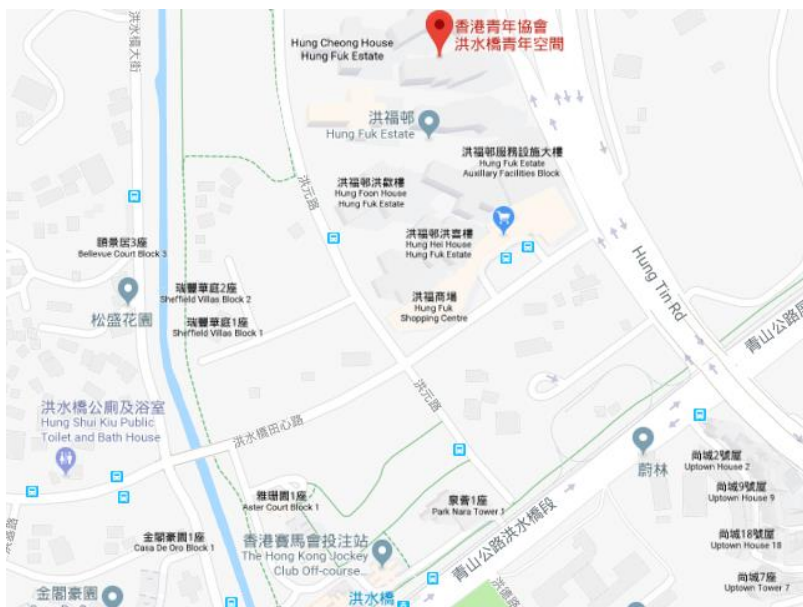 香港青年協會
洪水橋青年空間
Hung Cheong House
Hung Fuk Estate
洪水橋大街
洪福邨
Hung Fuk Estate
洪福邨服務設施大樓
Hung Fuk Estate
Auxillary Facilities Block
洪福邨洪歡樓
Hung Foon House
Hung Fuk Estate
洪元路
洪福邨洪喜樓
Hung Hei House
Hung Fuk Estate
頤景居3座
Bellevue Court Block 3
Hung Tin Rd
瑞豐華庭2座
Sheffield Villas Block 2
洪福商場
Hung Fuk
Shopping Centre
松盛花園
瑞豐華庭1座
Sheffield Villas Block 1
青山公路
洪元路
洪水橋公廁及浴室
Hung Shui Kiu Public
Toilet and Bath House
洪水橋田心路
蔚林
尚城2號屋
Uptown House 2
尚城9號屋
Uptown House 9
雅珊園1座
Aster Court Block 1
泉薈1座
Park Nara Tower 1
尚城18號屋
Uptown House 18
金閣豪園1座
Casa De Oro Block 1
香港賽馬會投注站
The Hong Kong Jockey
Club Off-course...
青山公路洪水橋段
尚城7座
Uptown Tower 7
金閣豪園
洪水橋
洪德路